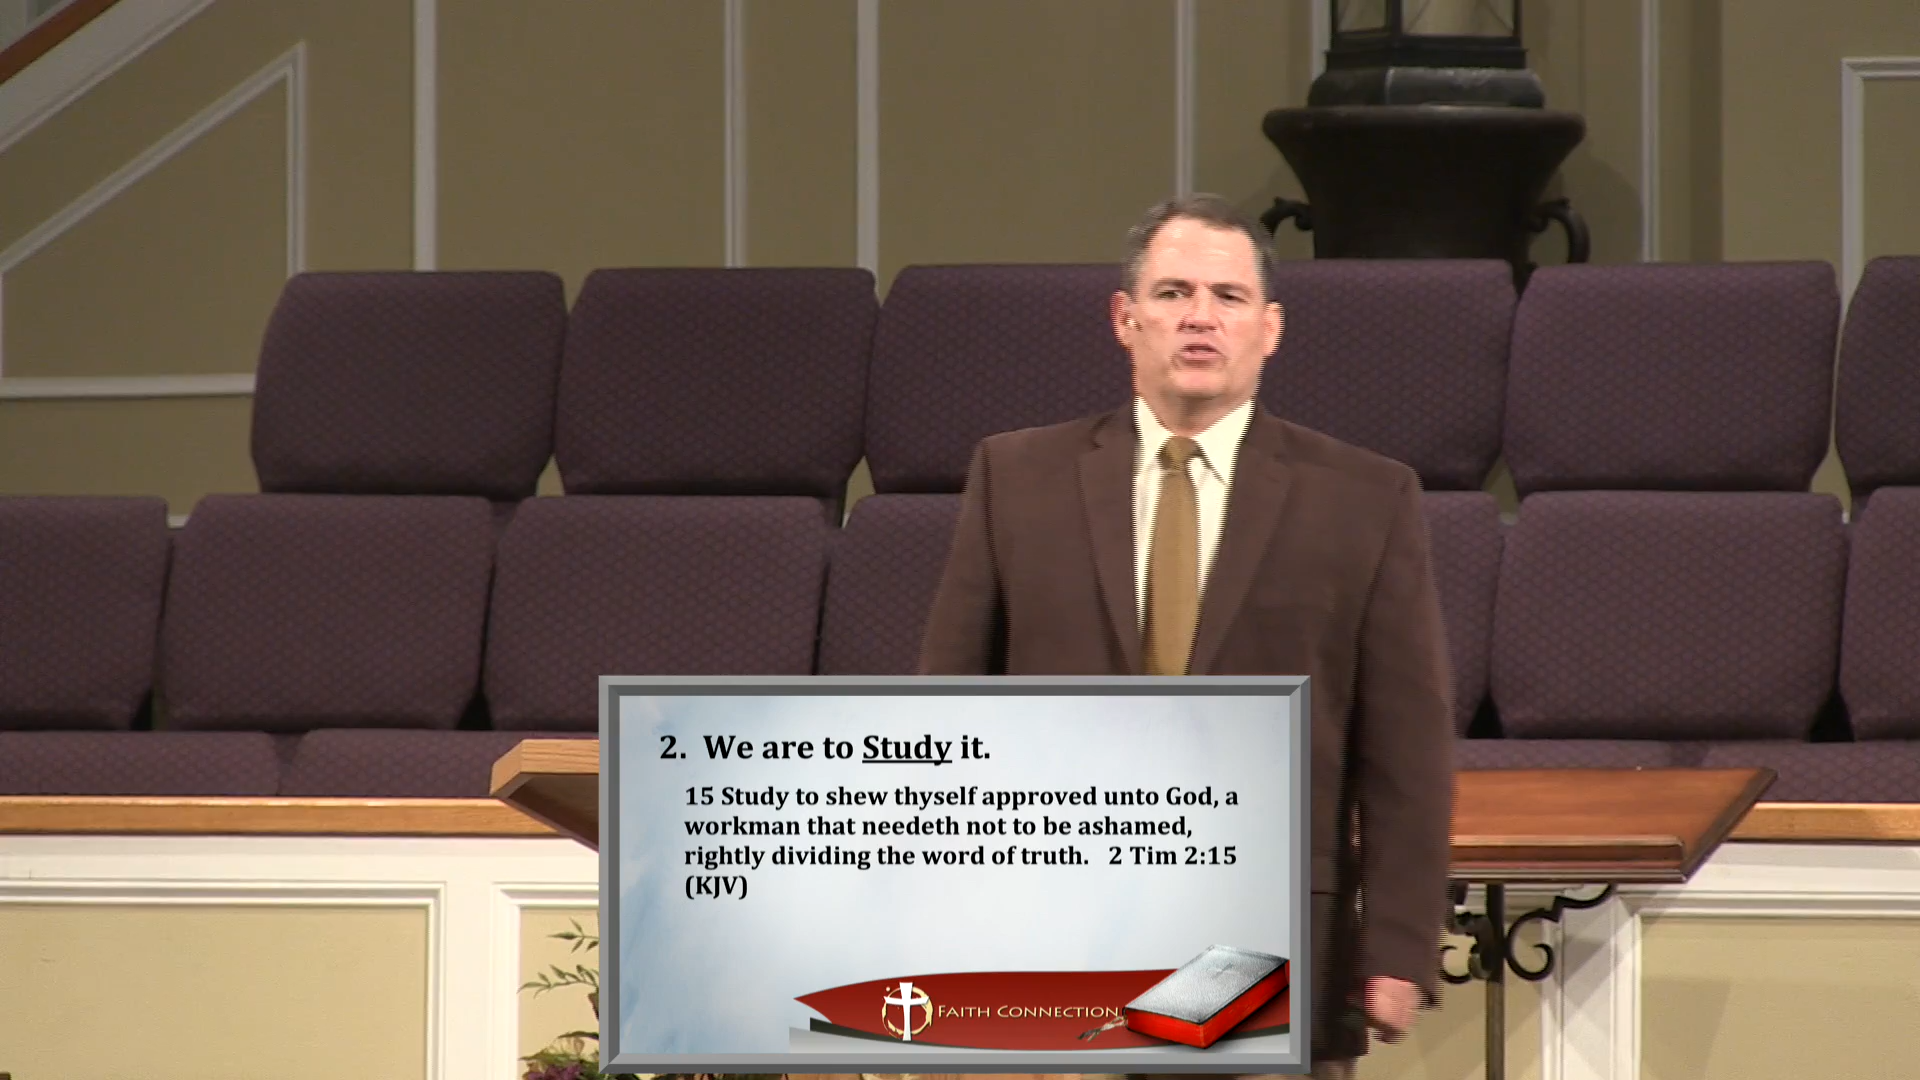 2. We are to Study it.
15 Study to shew thyself approved unto God, a
workman that needeth not to be ashamed,
rightly dividing the word of truth. 2 Tim 2:15
(KJV)
FAITH CONNECTION